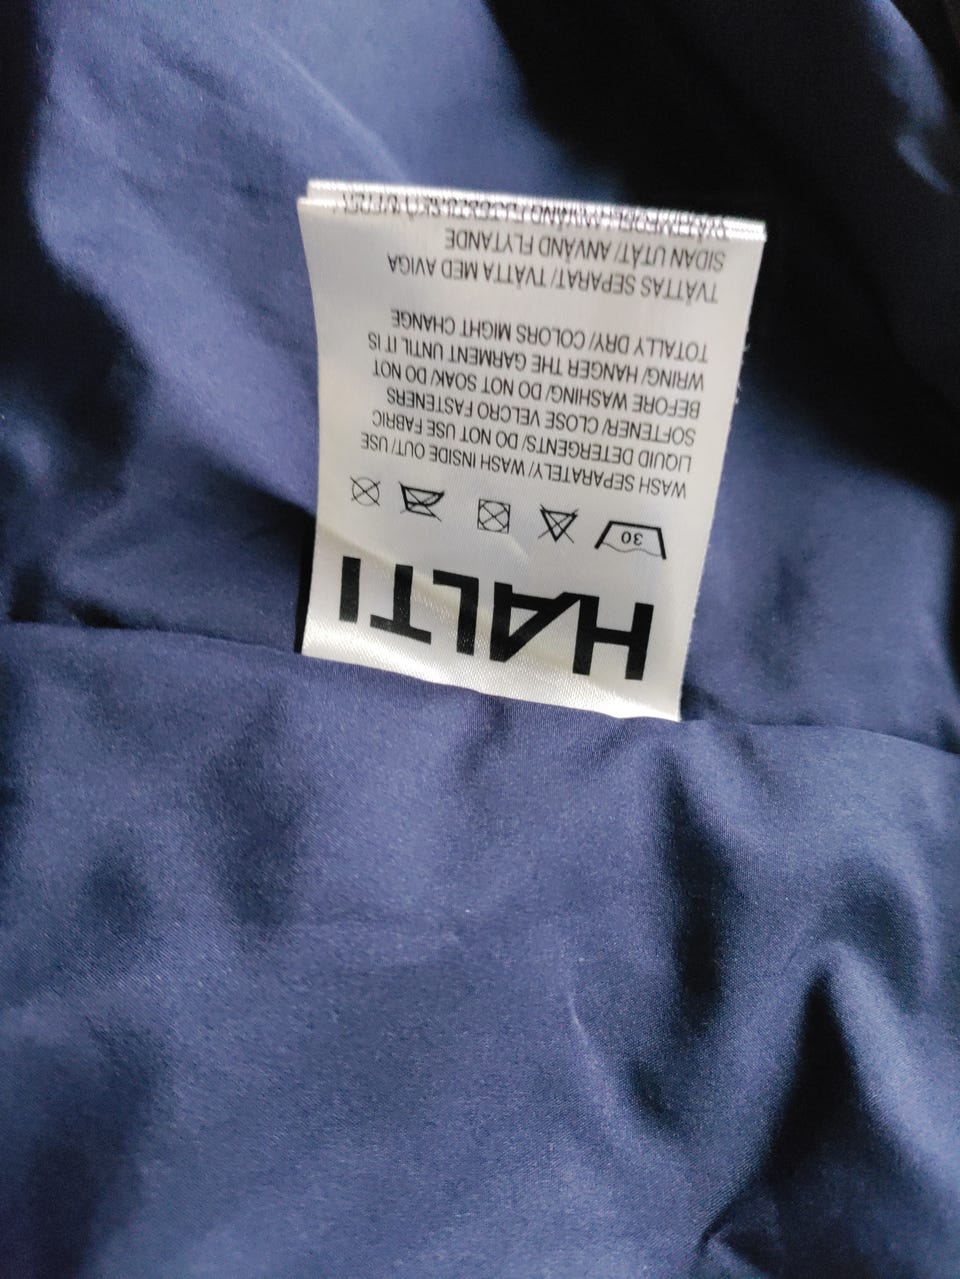 HALTI
30
WASH SEPARATELY/ WASH INSIDE OUT/ USE
LIQUID DETERGENTS/ DO NOT USE FABRIC
SOFTENER/ CLOSE VELCRO FASTENERS
BEFORE WASHING/ DO NOT SOAK/ DO NOT
WRING/ HANGER THE GARMENT UNTIL IT IS
TOTALLY DRY/ COLORS MIGHT CHANGE
TVÄTTAS SEPARAT/ TVÄTTA MED AVIGA
SIDAN UTÅT/ ANVÄND FLYTANDE